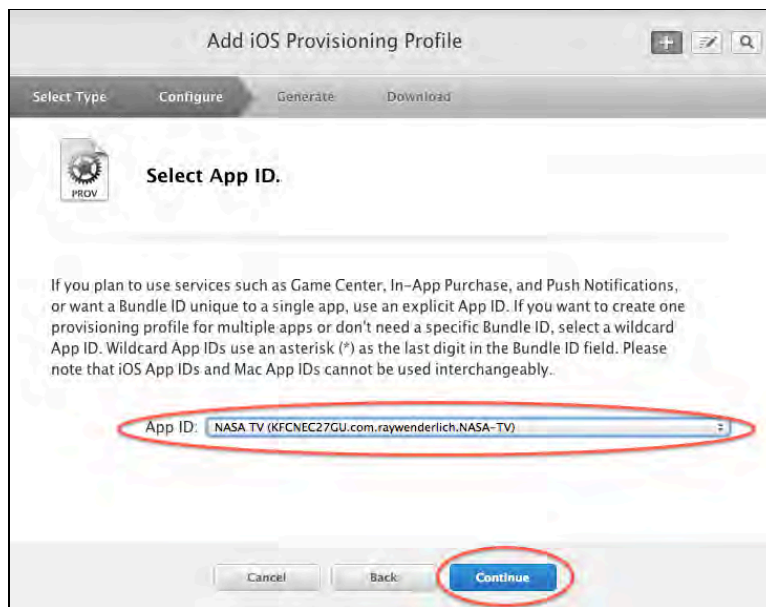 Add iOS Provisioning Profile
Select Type Configure Generate Download
PROV
Select App ID.
If you plan to use services such as Game Center, In-App Purchase, and Push Notifications,
or want a Bundle ID unique to a single app, use an explicit App ID. If you want to create one
provisioning profile for multiple apps or don't need a specific Bundle ID, select a wildcard
App ID. Wildcard App IDs use an asterisk (*) as the last digit in the Bundle ID field. Please
note that iOS App IDs and Mac App IDs cannot be used interchangeably.
App ID: NASA TV (KFCNEC27GU.com.raywenderlich.NASA-TV)
Cancel Back Continue